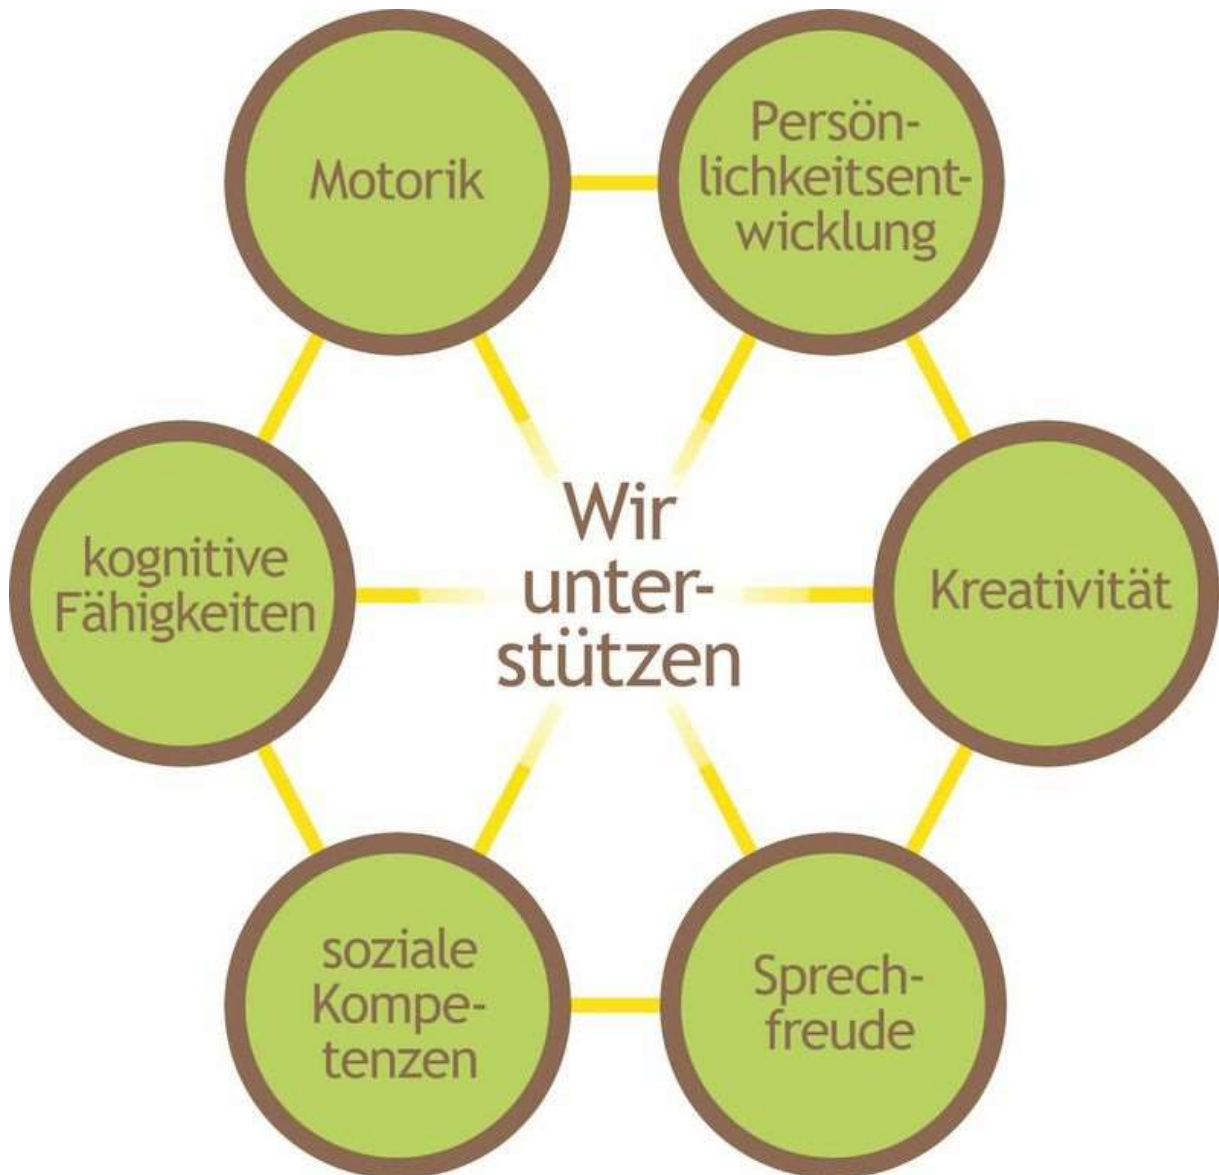 Motorik
Persön-
lichkeitsent-
wicklung
kognitive
Fähigkeiten
Wir
unter-
stützen
Kreativität
soziale
Kompe-
tenzen
Sprech-
freude